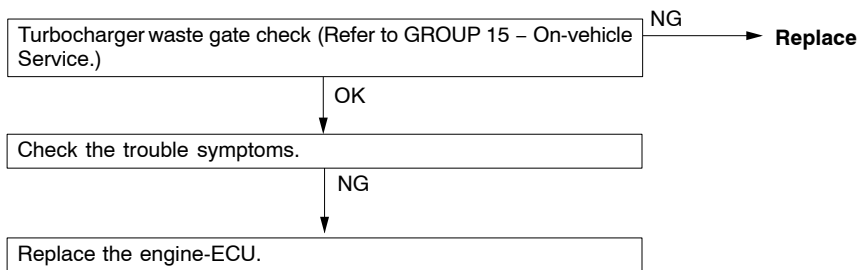 Turbocharger waste gate check (Refer to GROUP 15 – On-vehicle
Service.)
NG
Replace
OK
Check the trouble symptoms.
NG
Replace the engine-ECU.